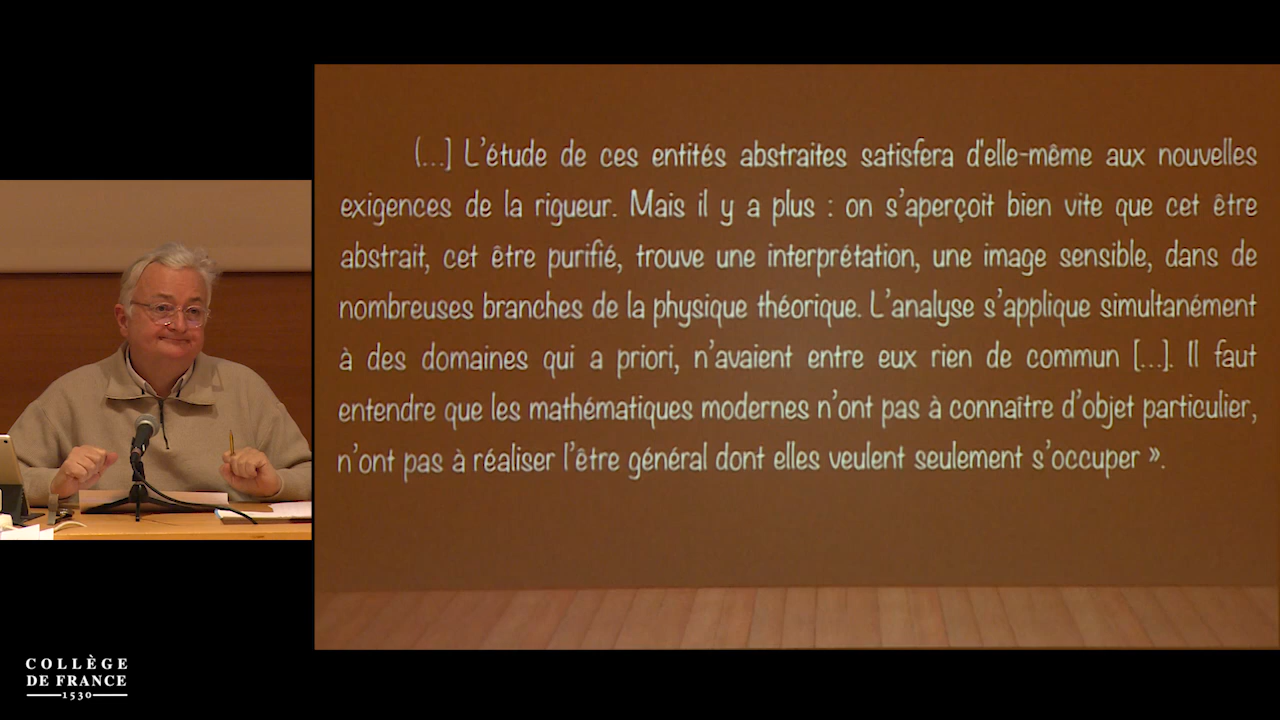 (...] L'étude de ces entités abstraites satisfera d'elle-même aux nouvelles
exigences de la rigueur. Mais il y a plus : on s'aperçoit bien vite que cet être
abstrait, cet être purifié, trouve une interprétation, une image sensible, dans de
nombreuses branches de la physique théorique. L'analyse s'applique simultanément
à des domaines qui a priori, n'avaient entre eux rien de commun [...]. Il faut
entendre que les mathématiques modernes n'ont pas à connaître d'objet particulier,
n'ont pas à réaliser l'être général dont elles veulent seulement s'occuper ».
COLLÈGE
DE FRANCE
1530